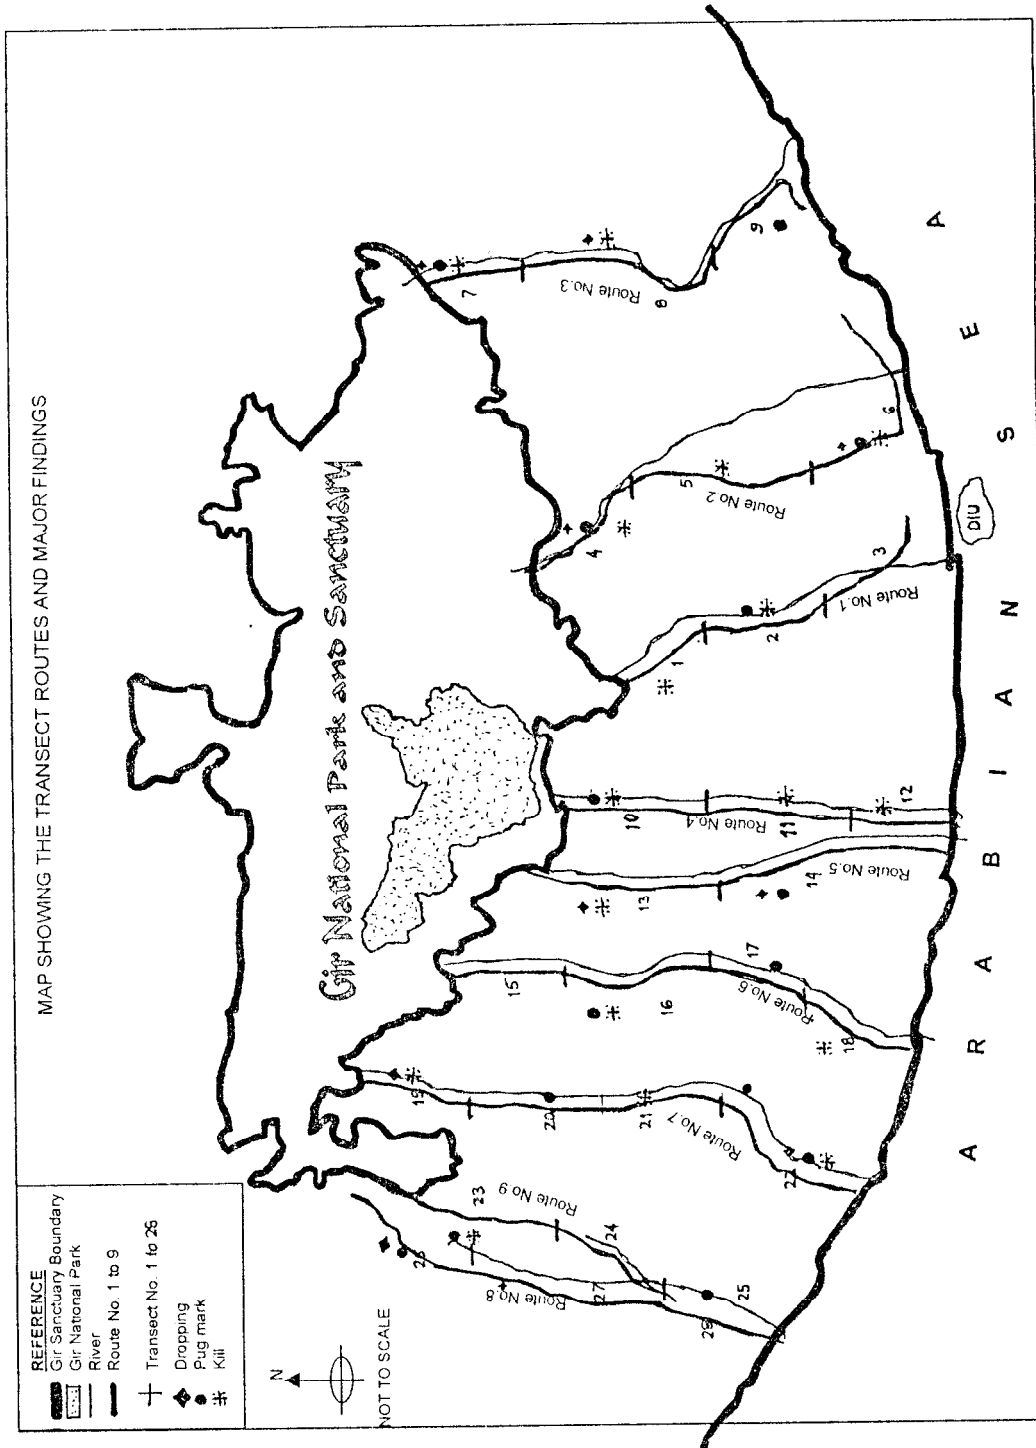 MAP SHOWING THE TRANSECT ROUTES AND MAJOR FINDINGS
REFERENCE
Gir Sanctuary Boundary
Gir National Park
River
Route No. 1 to 9
Transect No. 1 to 26
Dropping
Pug mark
Kill
N
NOT TO SCALE
Gir National Park and Sanctuary
26
Route No.8
27
28
25
23
Route No.9
24
19
20
21
Route No.7
22
15
16
17
Route No.6
18
13
14
Route No.5
10
Route No.4
11
12
1
2
Route No.1
3
4
5
Route No.2
6
7
Route No.3
8
9
DIU
A R A B I A N S E A